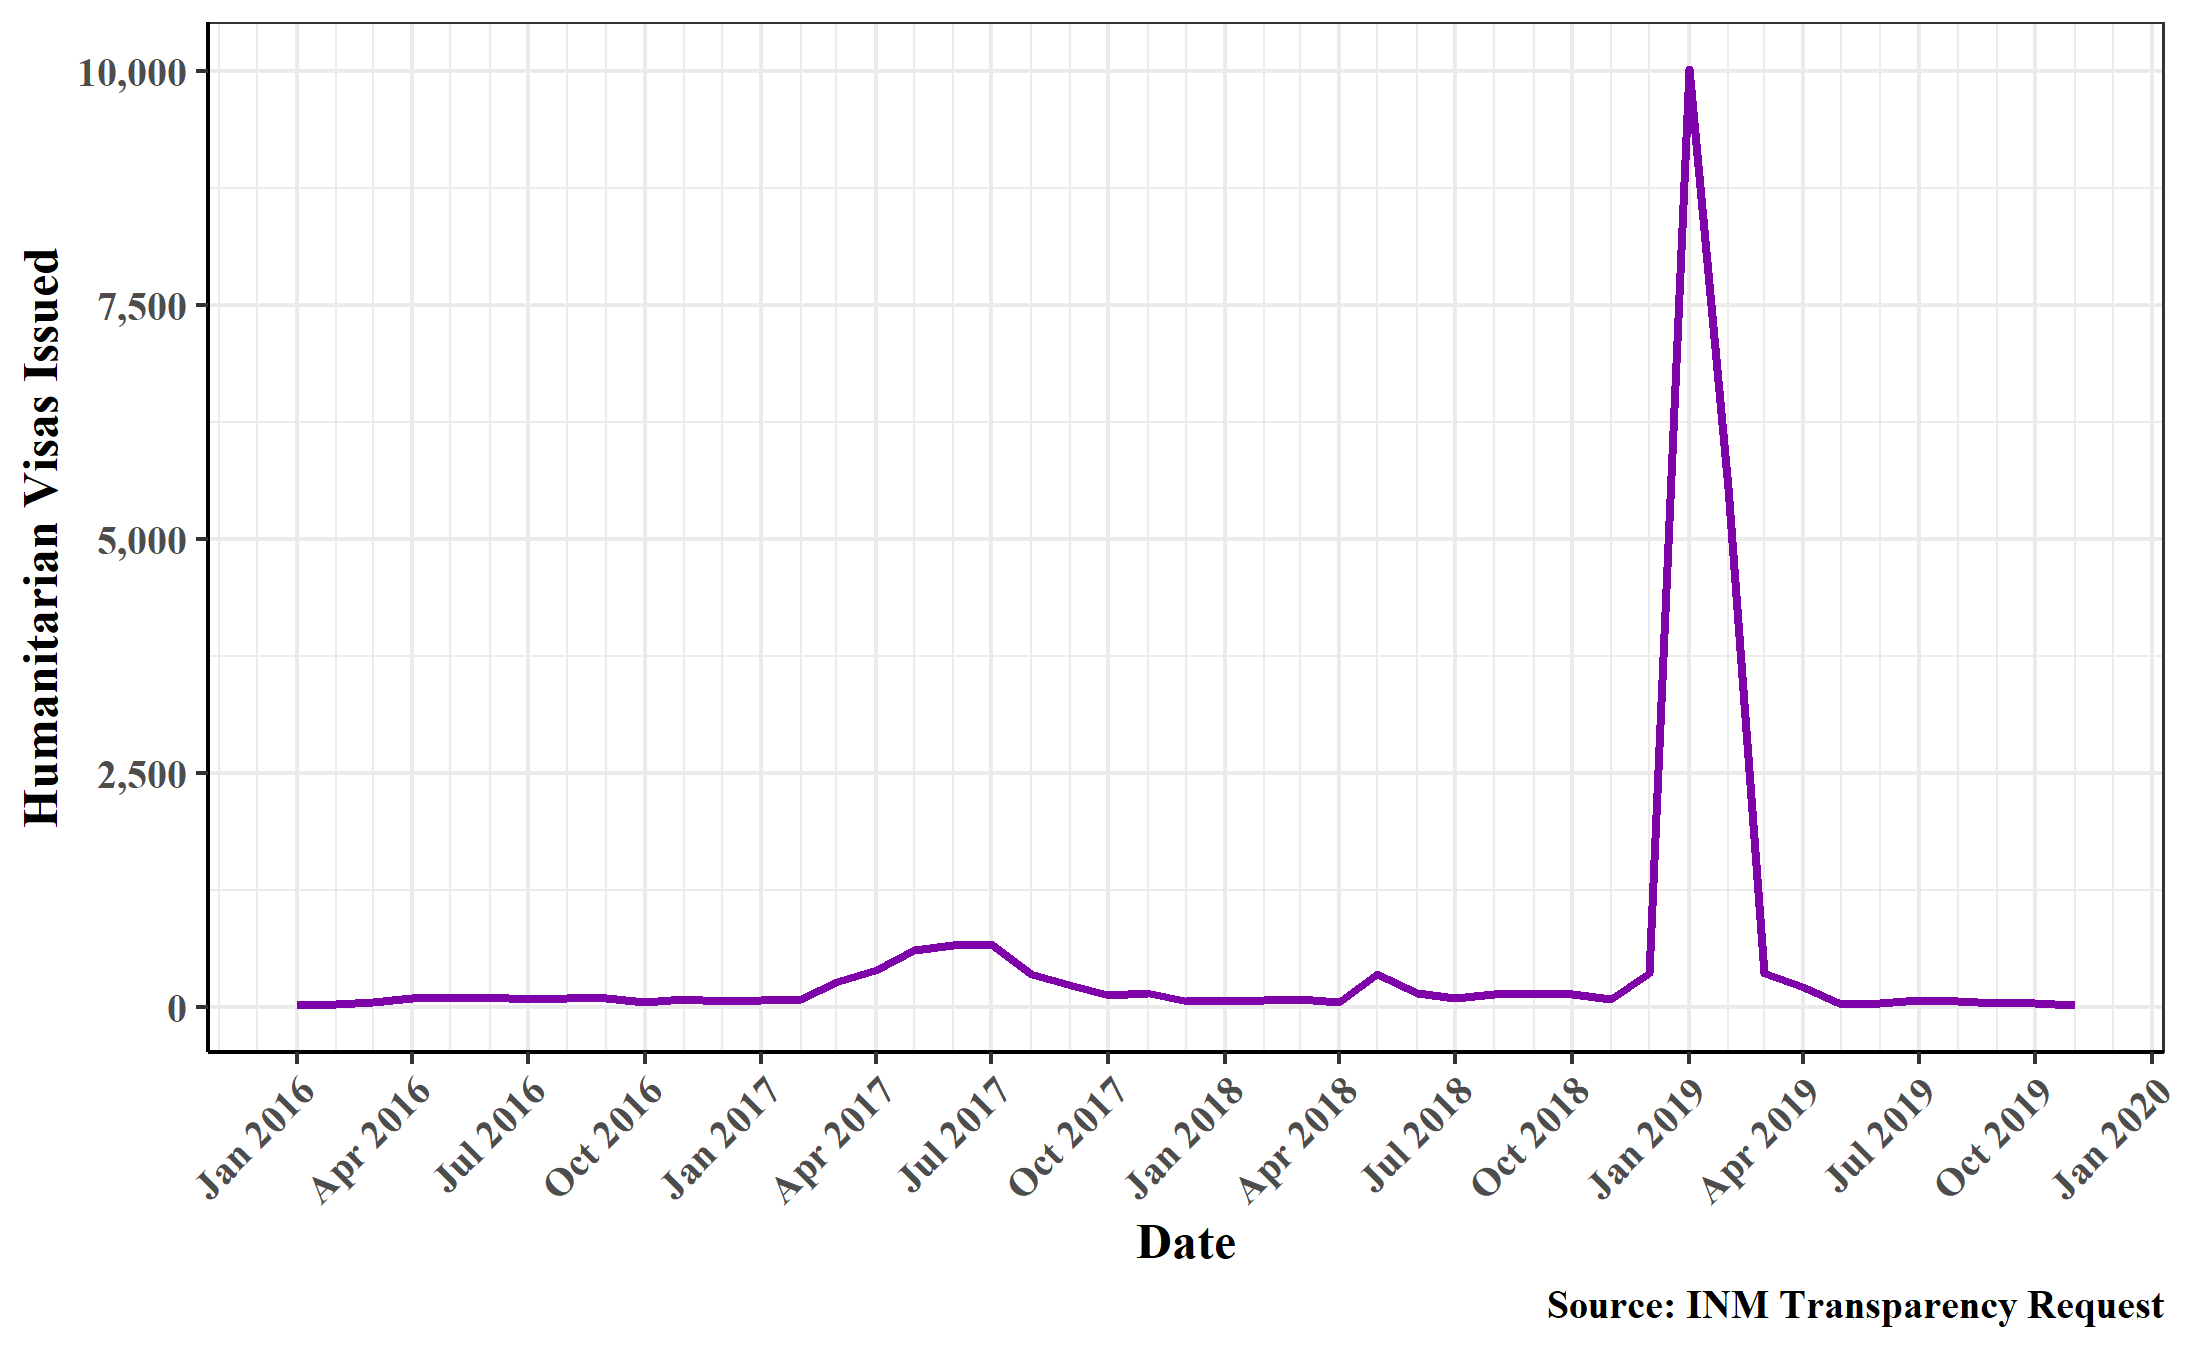 Humanitarian Visas Issued
10,000
7,500
5,000
2,500
0
Jan 2016
Apr 2016
Jul 2016
Oct 2016
Jan 2017
Apr 2017
Jul 2017
Oct 2017
Jan 2018
Apr 2018
Jul 2018
Oct 2018
Jan 2019
Apr 2019
Jul 2019
Oct 2019
Jan 2020
Date
Source: INM Transparency Request